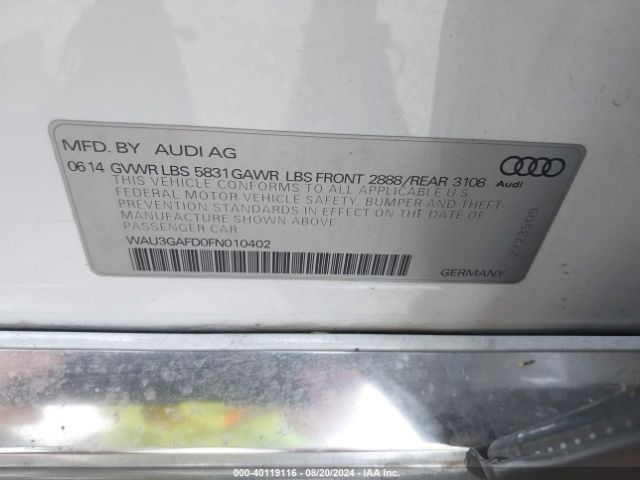 MFD. BY AUDI AG
0614 GVWR LBS 5831 GAWR LBS FRONT 2888/REAR 3108
THIS VEHICLE CONFORMS TO ALL APPLICABLE U.S
FEDERAL MOTOR VEHICLE SAFETY, BUMPER, AND THEFT
PREVENTION STANDARDS IN EFFECT ON THE DATE OF
MANUFACTURE SHOWN ABOVE.
PASSENGER CAR
WAU3GAFD0FN010402
Audi
2723509
GERMANY
000-40119116 - 08/20/2024 - IAA Inc.